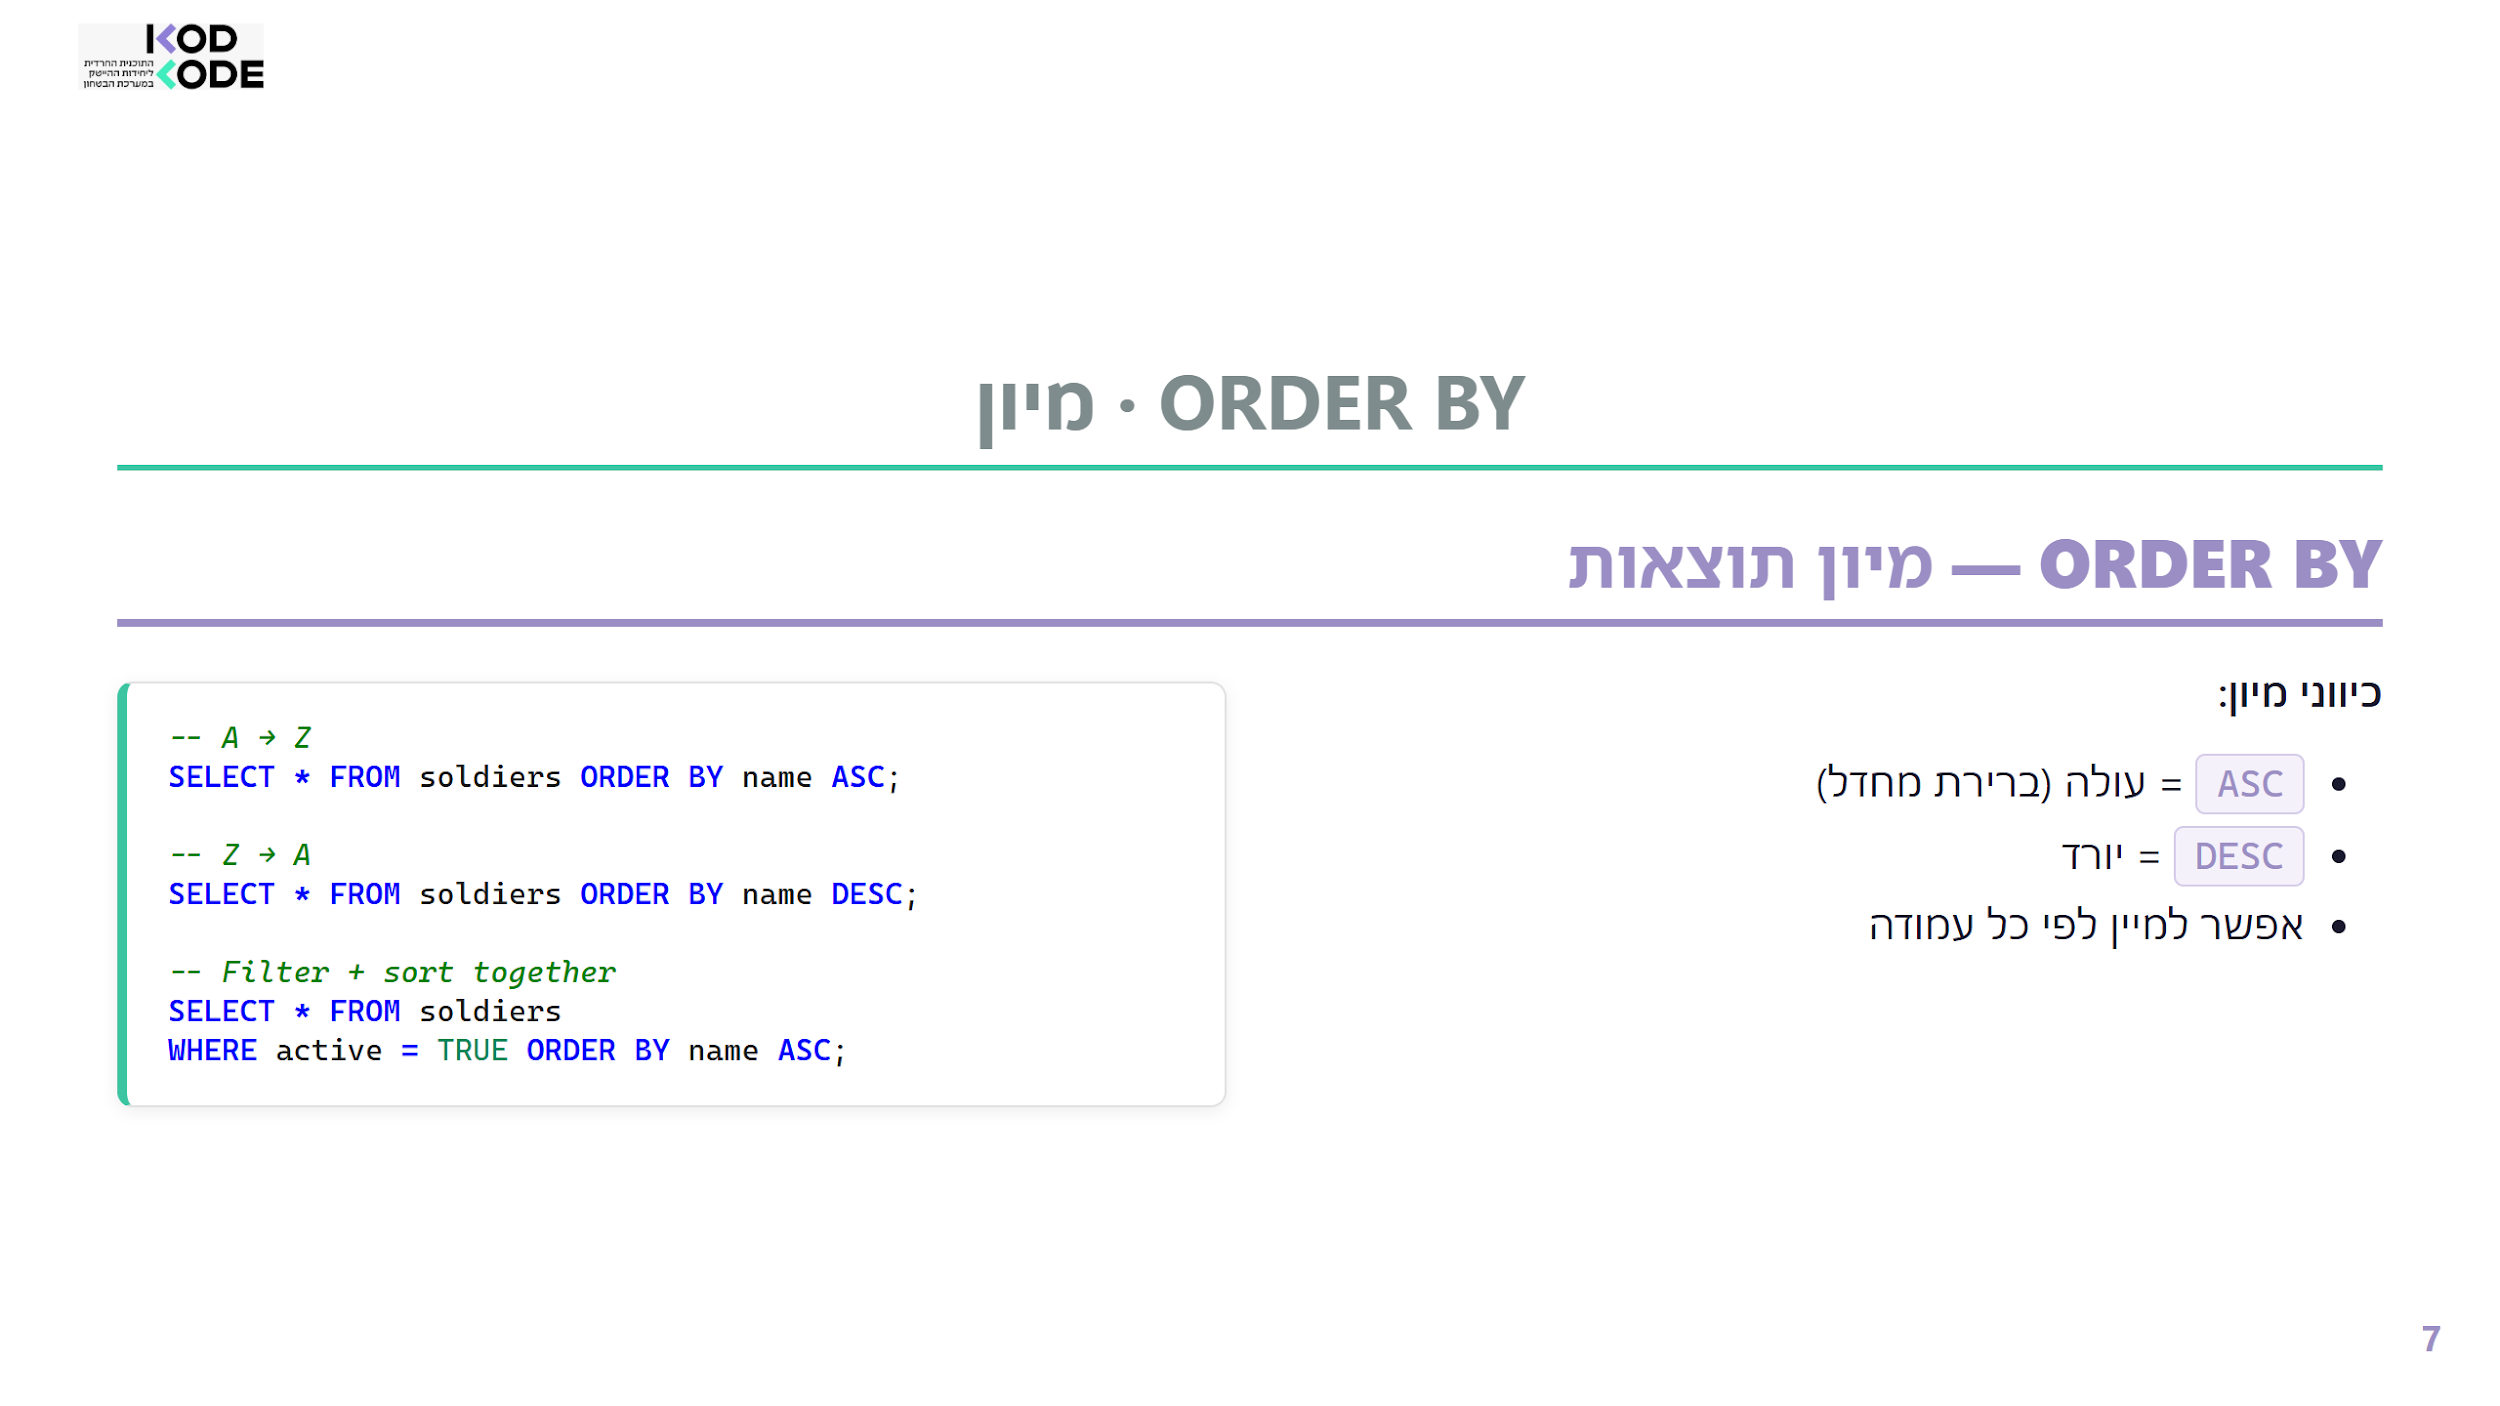 KOD
CODE
התוכנית החרדית
ליחידות ההייטק
במערכת הבטחון
ORDER BY · מיון
ORDER BY — מיון תוצאות
כיווני מיון:
• ASC = עולה (ברירת מחדל)
• DESC = יורד
• אפשר למיין לפי כל עמודה
-- A → Z
SELECT * FROM soldiers ORDER BY name ASC;
-- Z → A
SELECT * FROM soldiers ORDER BY name DESC;
-- Filter + sort together
SELECT * FROM soldiers
WHERE active = TRUE ORDER BY name ASC;
7